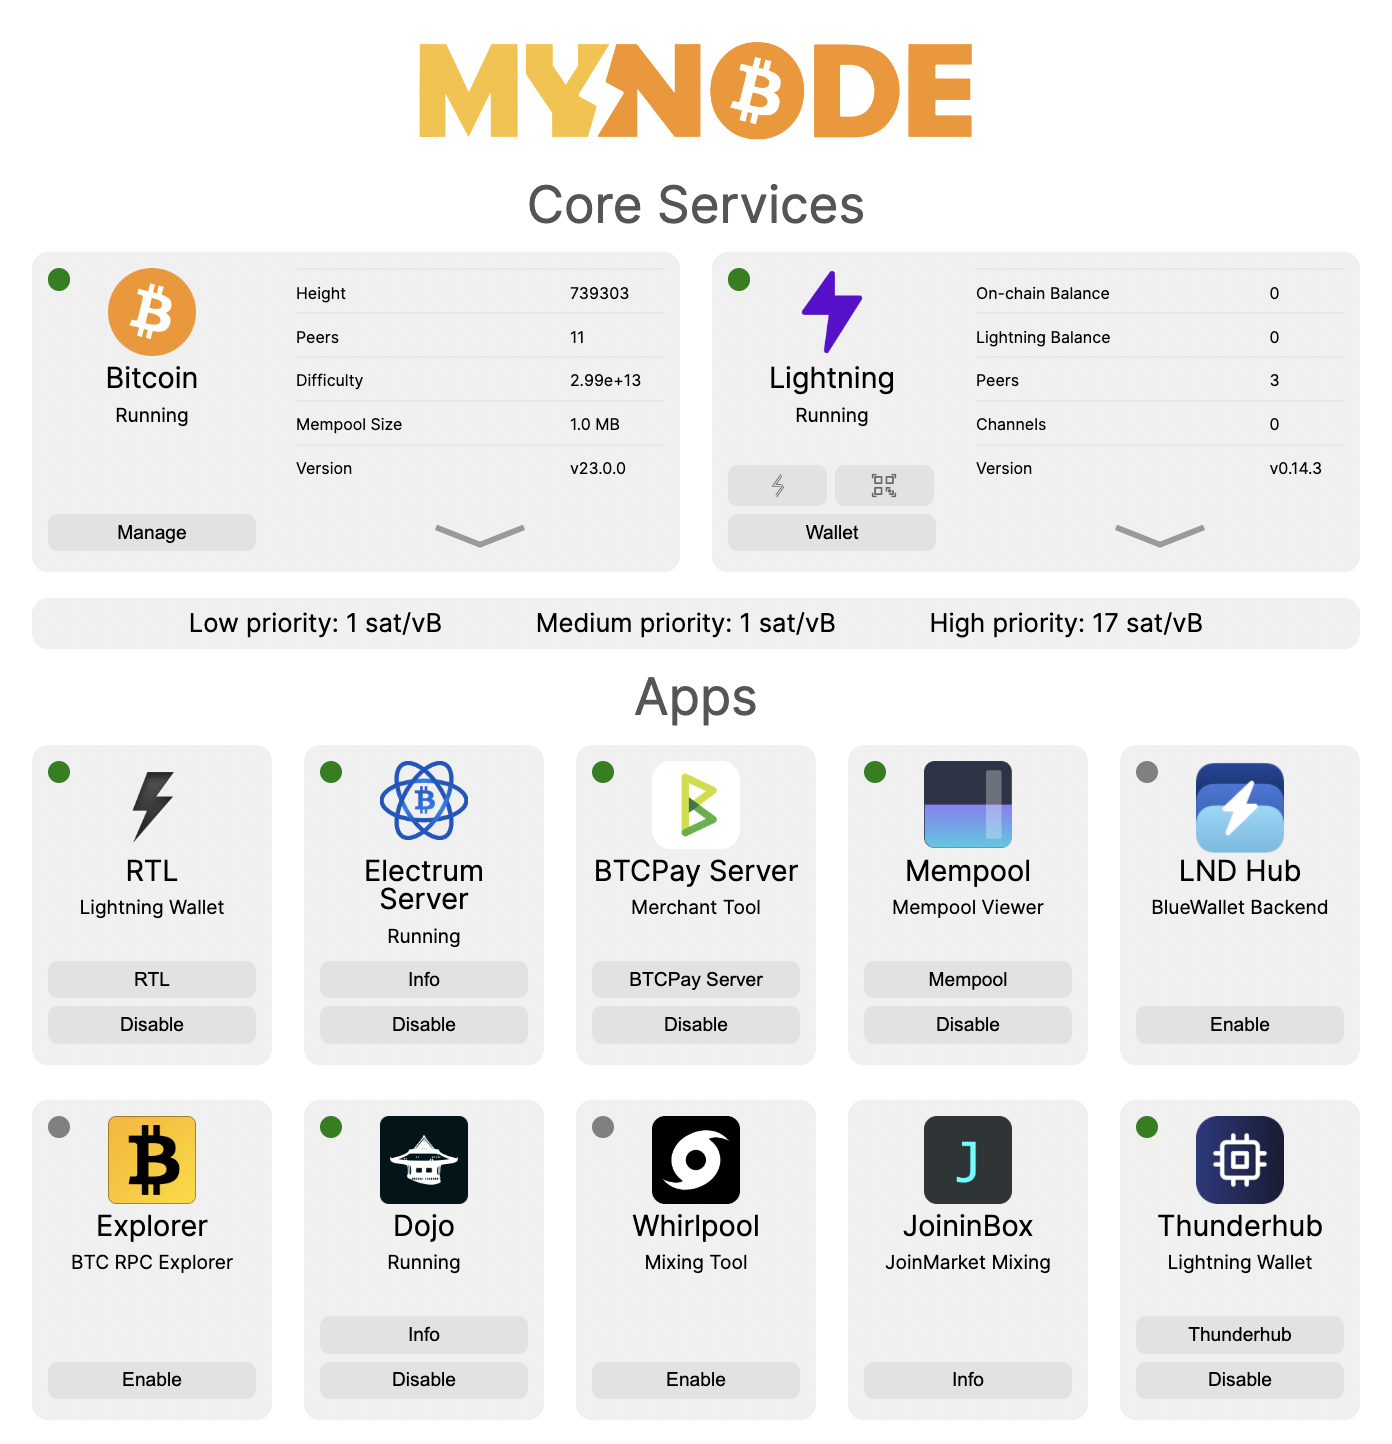 MYNODE
Core Services
Bitcoin
Running
Manage
Height 739303
Peers 11
Difficulty 2.99e+13
Mempool Size 1.0 MB
Version v23.0.0
Lightning
Running
Wallet
On-chain Balance 0
Lightning Balance 0
Peers 3
Channels 0
Version v0.14.3
Low priority: 1 sat/vB Medium priority: 1 sat/vB High priority: 17 sat/vB
Apps
RTL
Lightning Wallet
RTL
Disable
Electrum
Server
Running
Info
Disable
BTCPay Server
Merchant Tool
BTCPay Server
Disable
Mempool
Mempool Viewer
Mempool
Disable
LND Hub
BlueWallet Backend
Enable
Explorer
BTC RPC Explorer
Enable
Dojo
Running
Info
Disable
Whirlpool
Mixing Tool
Enable
J
JoininBox
JoinMarket Mixing
Info
Thunderhub
Lightning Wallet
Thunderhub
Disable